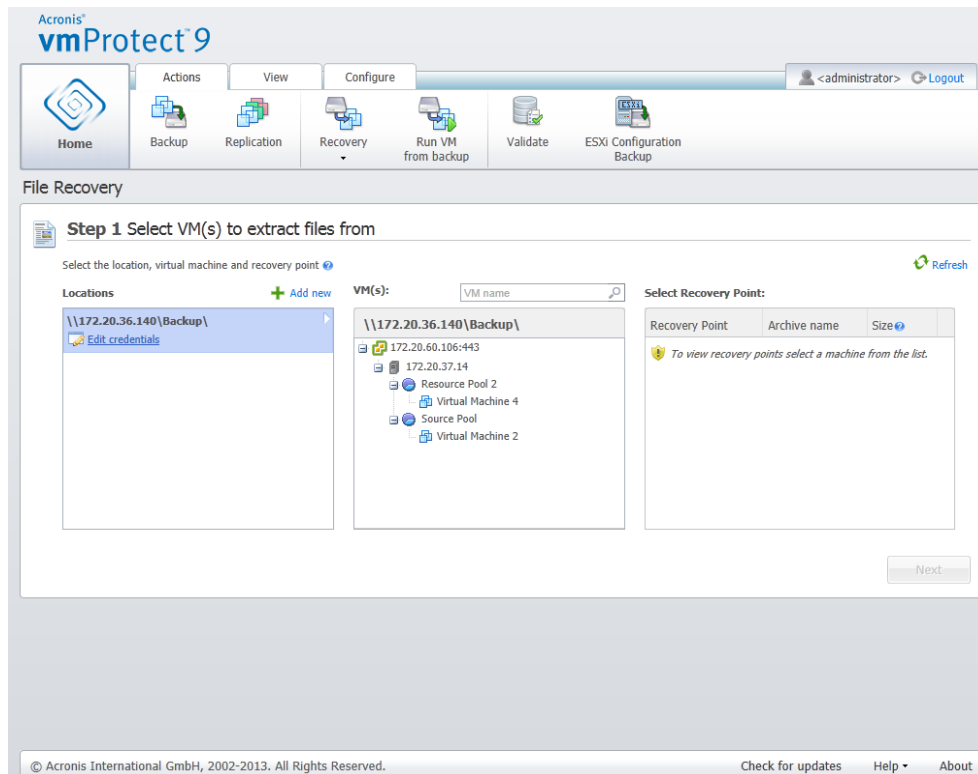 Acronis®
vmProtect™9
Actions View Configure
<administrator> Logout
Home
Backup
Replication
Recovery
Run VM
from backup
Validate
ESXi
ESXi Configuration
Backup
File Recovery
Step 1 Select VM(s) to extract files from
Select the location, virtual machine and recovery point
Refresh
Locations
Add new
\\172.20.36.140\Backup\
Edit credentials
VM(s):
VM name
\\172.20.36.140\Backup\
172.20.60.106:443
172.20.37.14
Resource Pool 2
Virtual Machine 4
Source Pool
Virtual Machine 2
Select Recovery Point:
Recovery Point Archive name Size
To view recovery points select a machine from the list.
Next
© Acronis International GmbH, 2002-2013. All Rights Reserved.
Check for updates Help About